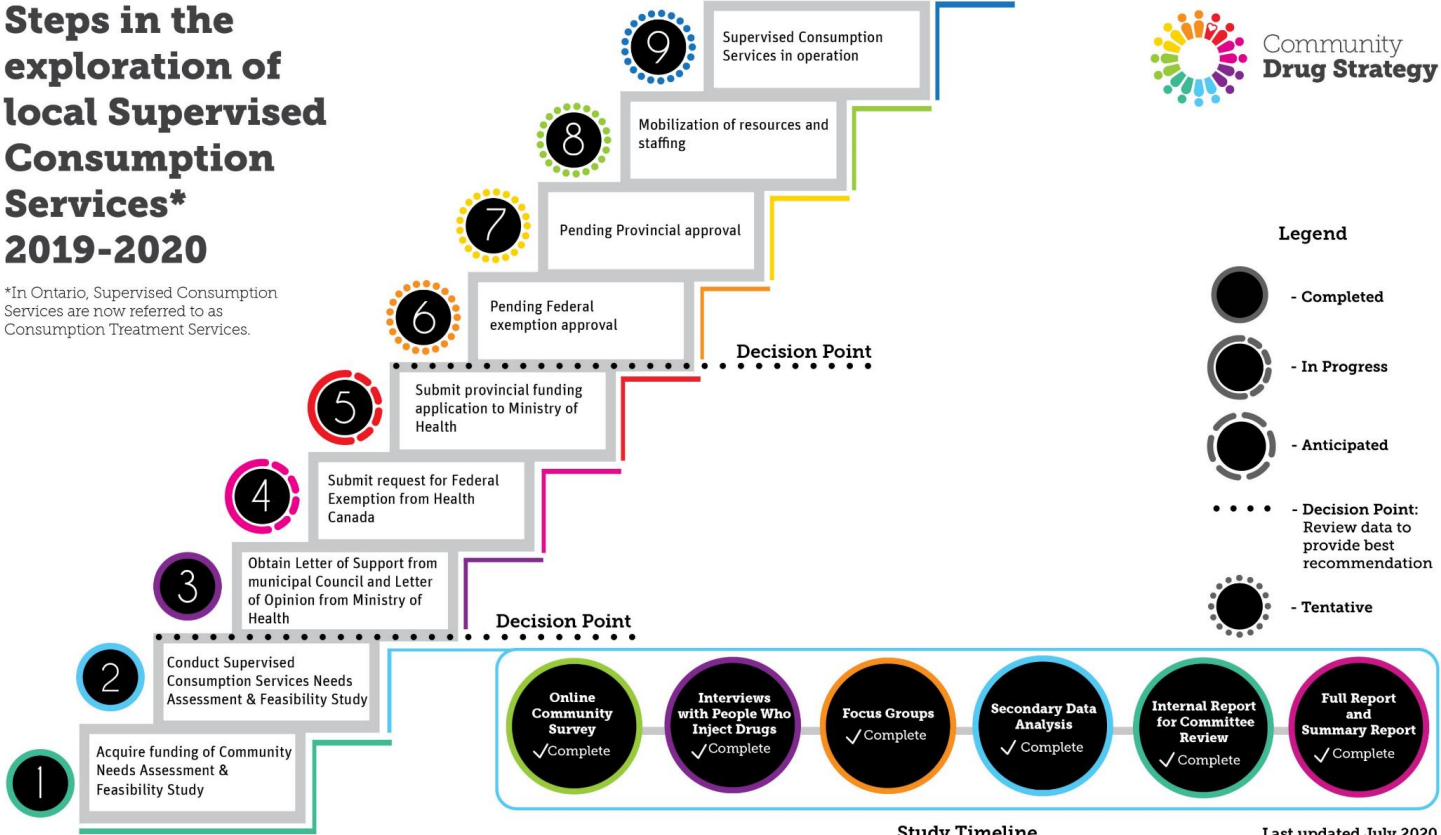 Steps in the
exploration of
local Supervised
Consumption
Services*
2019-2020
*In Ontario, Supervised Consumption
Services are now referred to as
Consumption Treatment Services.
Community
Drug Strategy
9
Supervised Consumption
Services in operation
8
Mobilization of resources and
staffing
7
Pending Provincial approval
6
Pending Federal
exemption approval
Decision Point
5
Submit provincial funding
application to Ministry of
Health
4
Submit request for Federal
Exemption from Health
Canada
3
Obtain Letter of Support from
municipal Council and Letter
of Opinion from Ministry of
Health
Decision Point
2
Conduct Supervised
Consumption Services Needs
Assessment & Feasibility Study
1
Acquire funding of Community
Needs Assessment &
Feasibility Study
Legend
- Completed
- In Progress
- Anticipated
- Decision Point:
Review data to
provide best
recommendation
- Tentative
Online
Community
Survey
✓Complete
Interviews
with People Who
Inject Drugs
✓Complete
Focus Groups
✓Complete
Secondary Data
Analysis
✓ Complete
Internal Report
for Committee
Review
✓ Complete
Full Report
and
Summary Report
✓ Complete
Study Timeline
Last updated July 2020